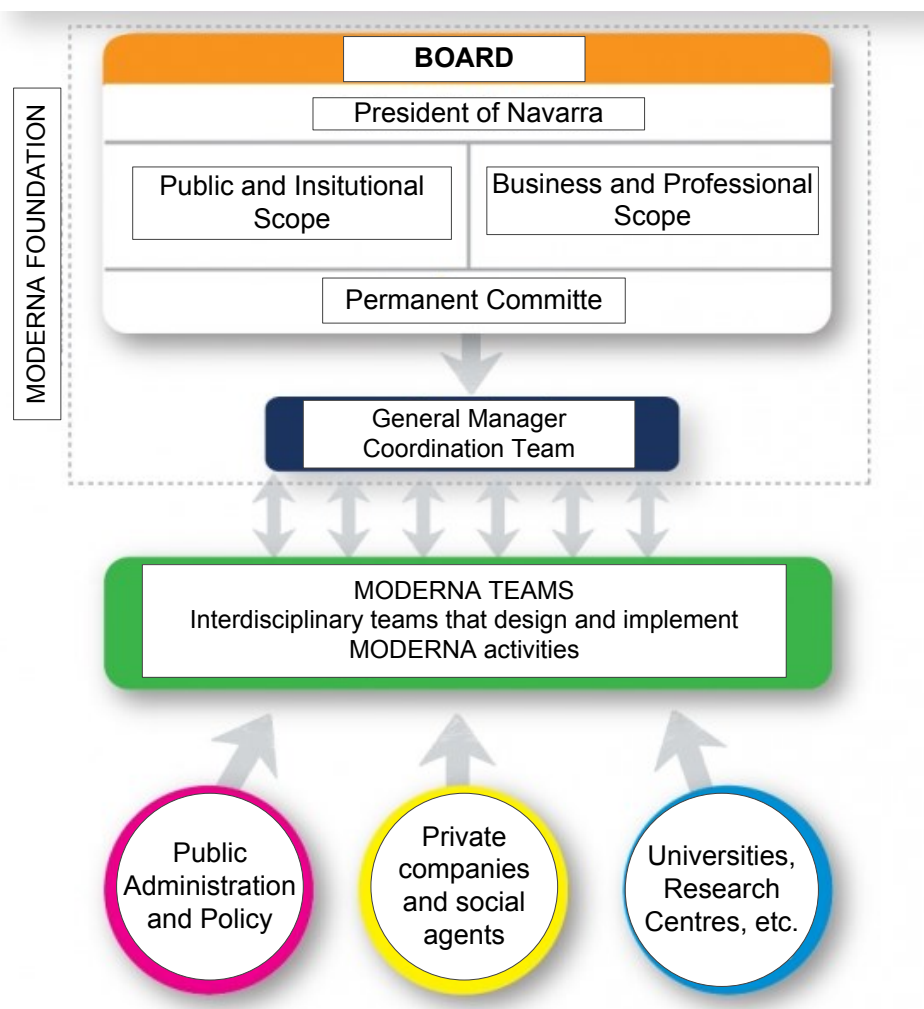 BOARD
President of Navarra
Public and Insitutional
Scope
Business and Professional
Scope
Permanent Committe
MODERNA FOUNDATION
General Manager
Coordination Team
MODERNA TEAMS
Interdisciplinary teams that design and implement
MODERNA activities
Public
Administration
and Policy
Private
companies
and social
agents
Universities,
Research
Centres, etc.